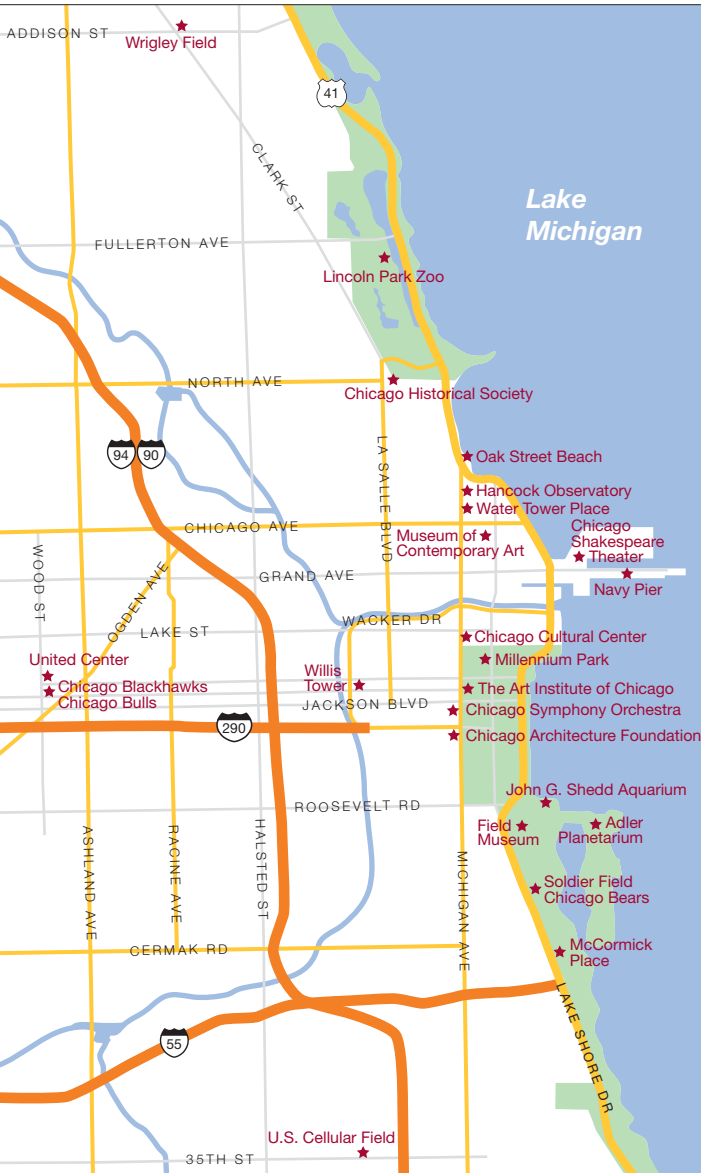 ADDISON ST
Wrigley Field
41
CLARK ST
Lake
Michigan
FULLERTON AVE
Lincoln Park Zoo
NORTH AVE
Chicago Historical Society
94
90
LA SALLE BLVD
Oak Street Beach
Hancock Observatory
Water Tower Place
CHICAGO AVE
Museum of
Contemporary Art
Chicago
Shakespeare
Theater
Navy Pier
WOOD ST
OGDEN AVE
GRAND AVE
WACKER DR
LAKE ST
Chicago Cultural Center
United Center
Millennium Park
Willis
Tower
Chicago Blackhawks
Chicago Bulls
The Art Institute of Chicago
JACKSON BLVD
Chicago Symphony Orchestra
290
Chicago Architecture Foundation
John G. Shedd Aquarium
ROOSEVELT RD
Field
Museum
Adler
Planetarium
ASHLAND AVE
RACINE AVE
HALSTED ST
MICHIGAN AVE
Soldier Field
Chicago Bears
CERMAK RD
McCormick
Place
LAKE SHORE DR
55
U.S. Cellular Field
35TH ST